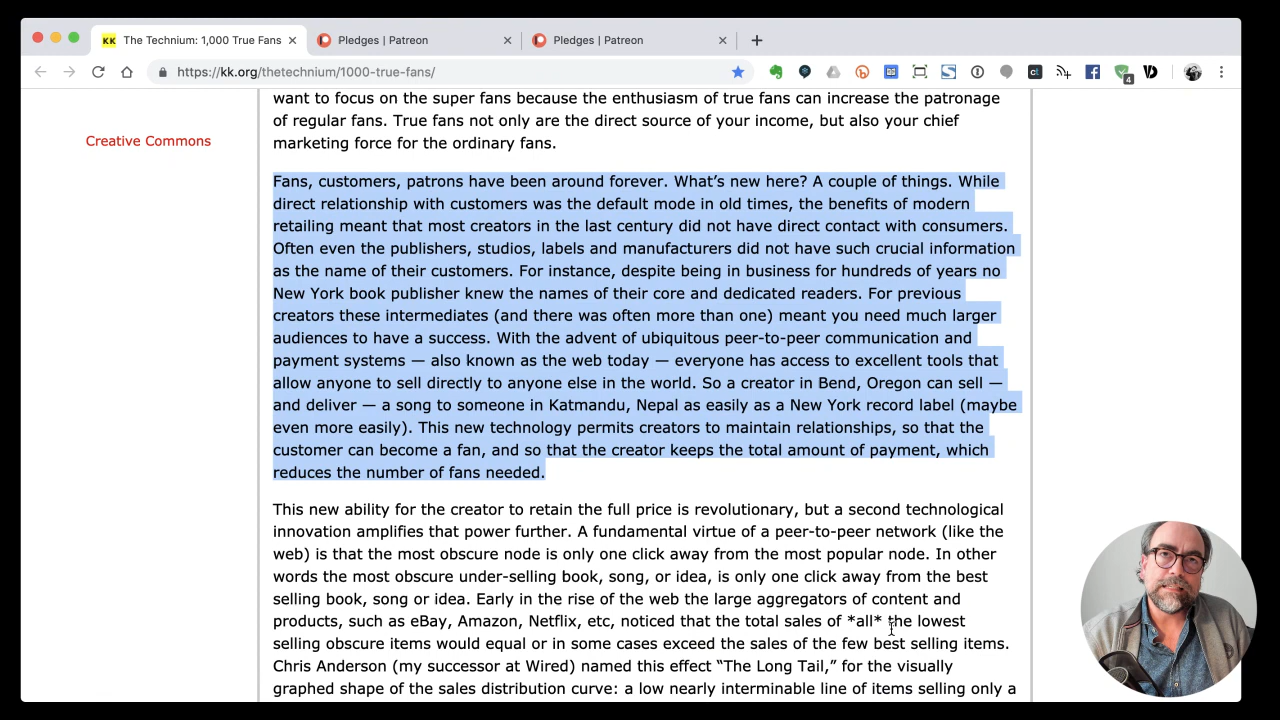 The Technium: 1,000 True Fans
Pledges | Patreon
Pledges | Patreon
https://kk.org/thetechnium/1000-true-fans/
4
want to focus on the super fans because the enthusiasm of true fans can increase the patronage
of regular fans. True fans not only are the direct source of your income, but also your chief
marketing force for the ordinary fans.
Creative Commons
Fans, customers, patrons have been around forever. What’s new here? A couple of things. While
direct relationship with customers was the default mode in old times, the benefits of modern
retailing meant that most creators in the last century did not have direct contact with consumers.
Often even the publishers, studios, labels and manufacturers did not have such crucial information
as the name of their customers. For instance, despite being in business for hundreds of years no
New York book publisher knew the names of their core and dedicated readers. For previous
creators these intermediates (and there was often more than one) meant you need much larger
audiences to have a success. With the advent of ubiquitous peer-to-peer communication and
payment systems — also known as the web today — everyone has access to excellent tools that
allow anyone to sell directly to anyone else in the world. So a creator in Bend, Oregon can sell —
and deliver — a song to someone in Katmandu, Nepal as easily as a New York record label (maybe
even more easily). This new technology permits creators to maintain relationships, so that the
customer can become a fan, and so that the creator keeps the total amount of payment, which
reduces the number of fans needed.
This new ability for the creator to retain the full price is revolutionary, but a second technological
innovation amplifies that power further. A fundamental virtue of a peer-to-peer network (like the
web) is that the most obscure node is only one click away from the most popular node. In other
words the most obscure under-selling book, song, or idea, is only one click away from the best
selling book, song or idea. Early in the rise of the web the large aggregators of content and
products, such as eBay, Amazon, Netflix, etc, noticed that the total sales of *all* the lowest
selling obscure items would equal or in some cases exceed the sales of the few best selling items.
Chris Anderson (my successor at Wired) named this effect “The Long Tail,” for the visually
graphed shape of the sales distribution curve: a low nearly interminable line of items selling only a